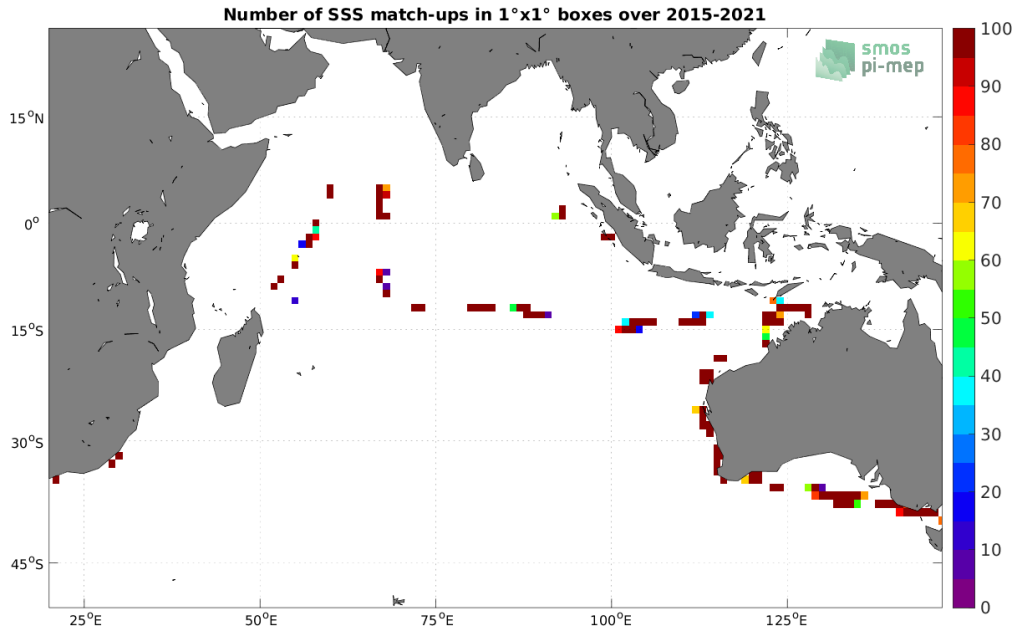 Number of SSS match-ups in 1°x1° boxes over 2015-2021
smos
pi-mep
15°N
0°
15°S
30°S
45°S
25°E
50°E
75°E
100°E
125°E
100
90
80
70
60
50
40
30
20
10
0